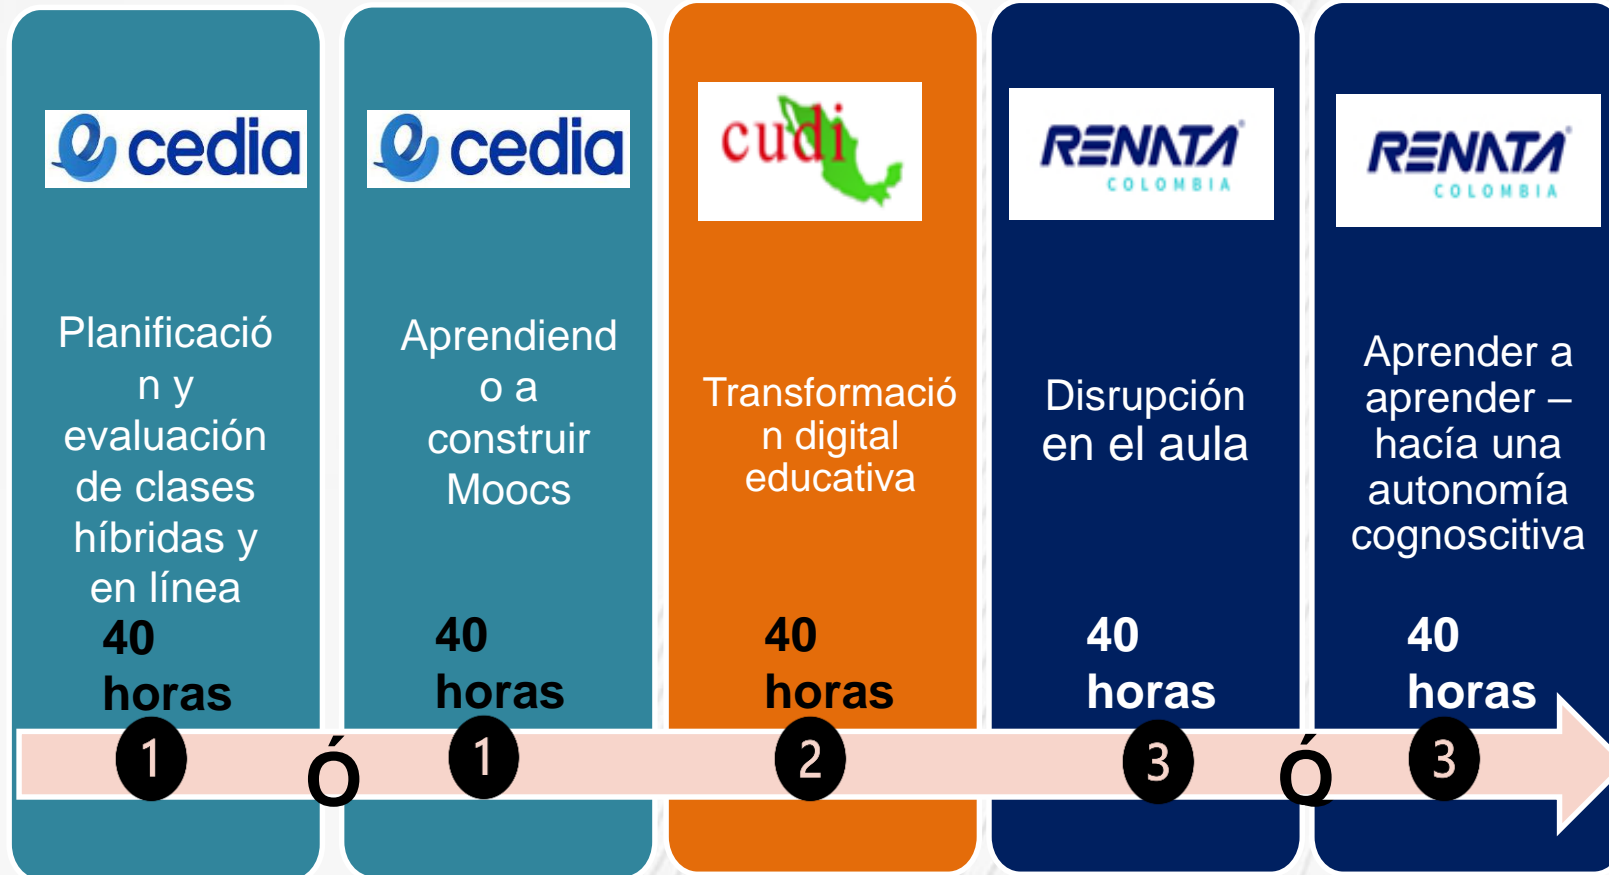 cedia
Planificació
n y
evaluación
de clases
híbridas y
en línea
40
horas
1
Ó
cedia
Aprendiend
o a
construir
Moocs
40
horas
1
cudi
Transformació
n digital
educativa
40
horas
2
RENATA
COLOMBIA
Disrupción
en el aula
40
horas
3
Ó
RENATA
COLOMBIA
Aprender a
aprender –
hacía una
autonomía
cognoscitiva
40
horas
3